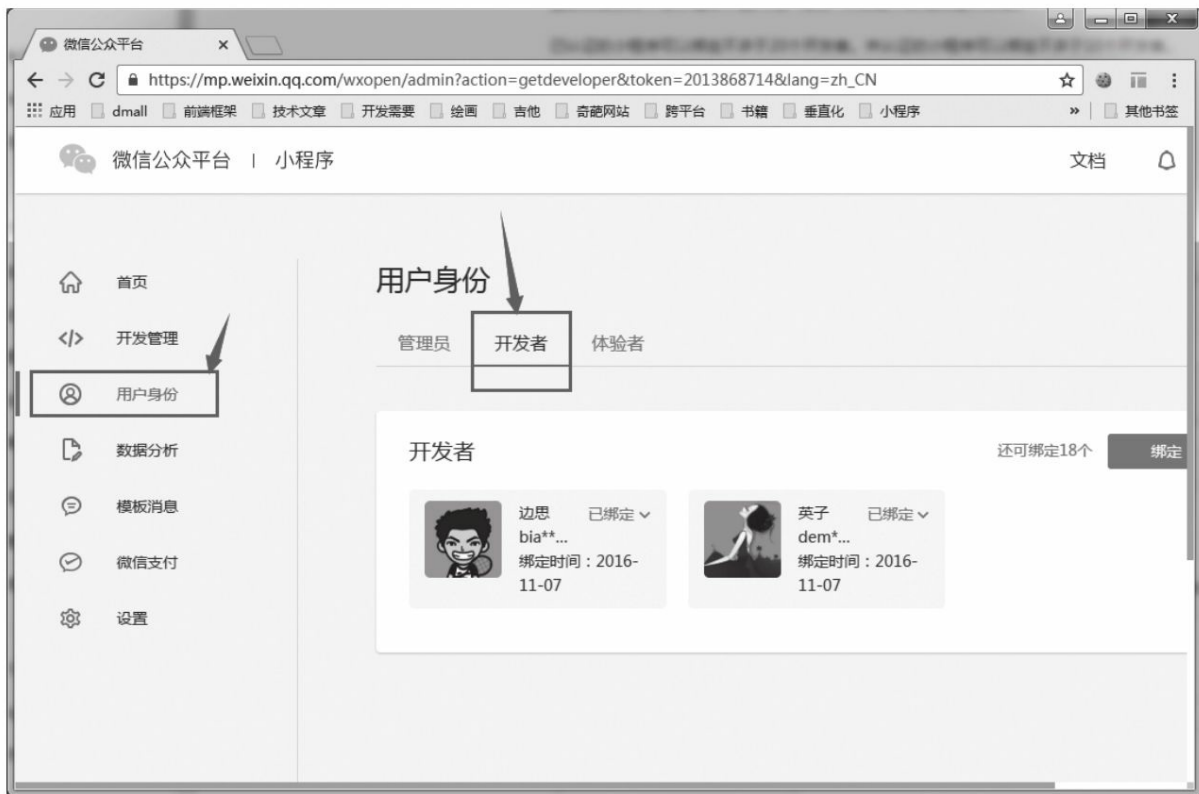 微信公众平台
https://mp.weixin.qq.com/wxopen/admin?action=getdeveloper&token=2013868714&lang=zh_CN
应用 dmall 前端框架 技术文章 开发需要 绘画 吉他 奇葩网站 跨平台 书籍 垂直化 小程序 » 其他书签
微信公众平台 | 小程序 文档
首页
开发管理
用户身份
数据分析
模板消息
微信支付
设置
用户身份
管理员 开发者 体验者
开发者 还可绑定18个 绑定
边思 已绑定
bia**...
绑定时间：2016-
11-07
英子 已绑定
dem*...
绑定时间：2016-
11-07